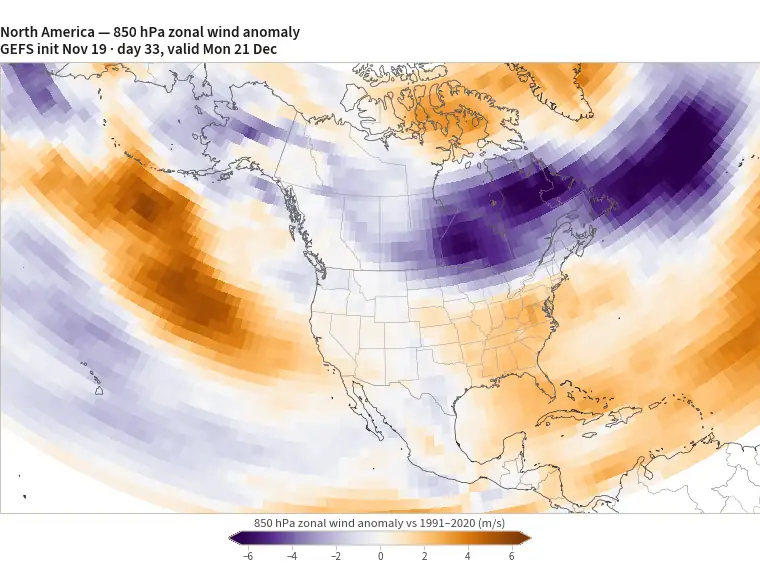 North America — 850 hPa zonal wind anomaly
GEFS init Nov 19 · day 33, valid Mon 21 Dec
850 hPa zonal wind anomaly vs 1991–2020 (m/s)
−6 −4 −2 0 2 4 6